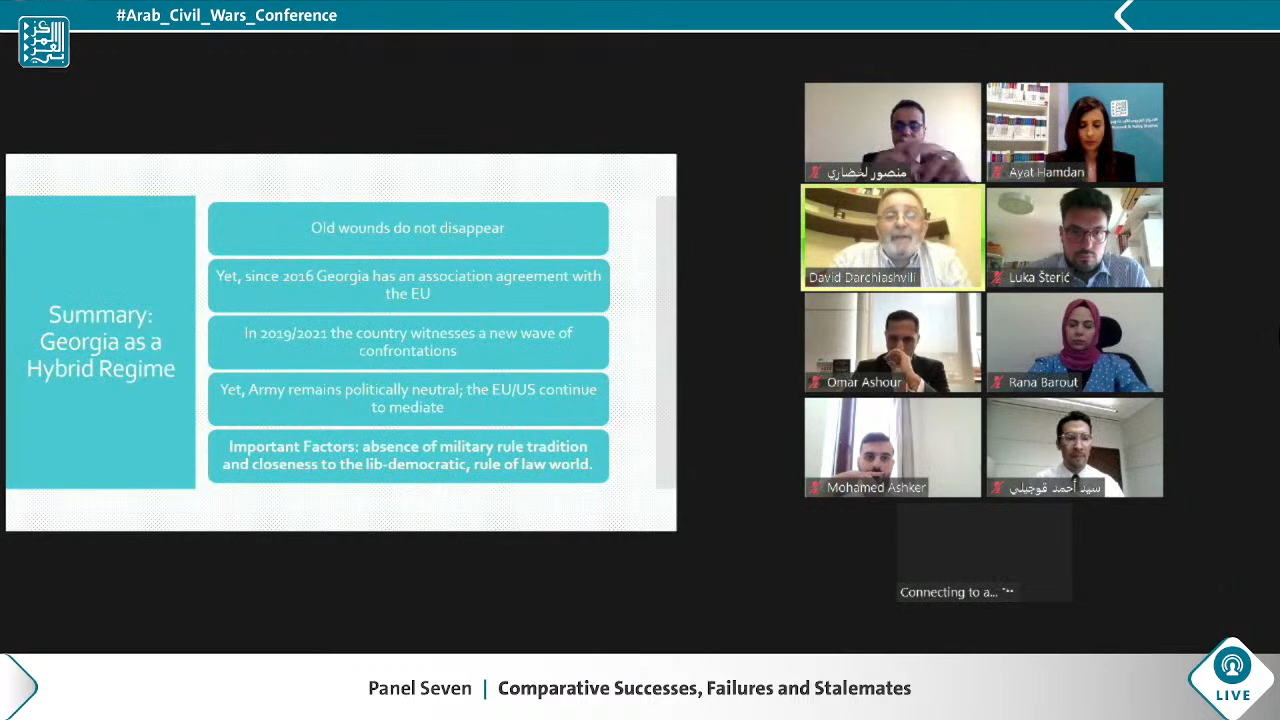 #Arab_Civil_Wars_Conference
Summary:
Georgia as a
Hybrid Regime
Old wounds do not disappear
Yet, since 2016 Georgia has an association agreement with
the EU
In 2019/2021 the country witnesses a new wave of
confrontations
Yet, Army remains politically neutral; the EU/US continue
to mediate
Important Factors: absence of military rule tradition
and closeness to the lib-democratic, rule of law world.
منصور لخضاري
Ayat Hamdan
David Darchiashvili
Luka Šterić
Omar Ashour
Rana Barout
Mohamed Ashker
سيد أحمد قوجيلي
Connecting to a...
Panel Seven | Comparative Successes, Failures and Stalemates
LIVE